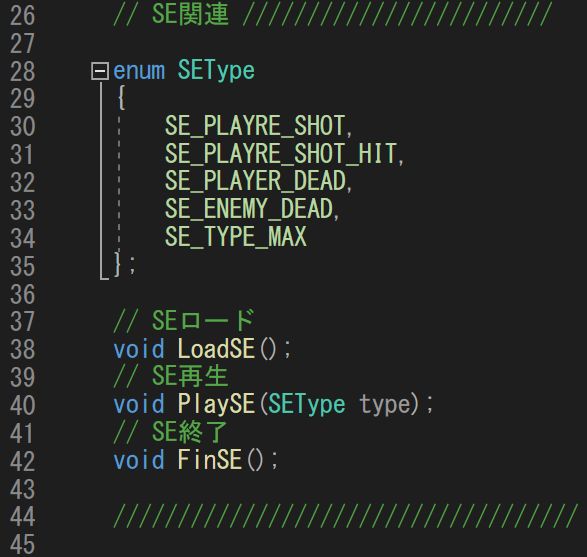 26 // SE関連 ////////////////////////
27
28 enum SEType
29 {
30 SE_PLAYRE_SHOT,
31 SE_PLAYRE_SHOT_HIT,
32 SE_PLAYER_DEAD,
33 SE_ENEMY_DEAD,
34 SE_TYPE_MAX
35 };
36
37 // SEロード
38 void LoadSE();
39 // SE再生
40 void PlaySE(SEType type);
41 // SE終了
42 void FinSE();
43
44 ////////////////////////////////////
45